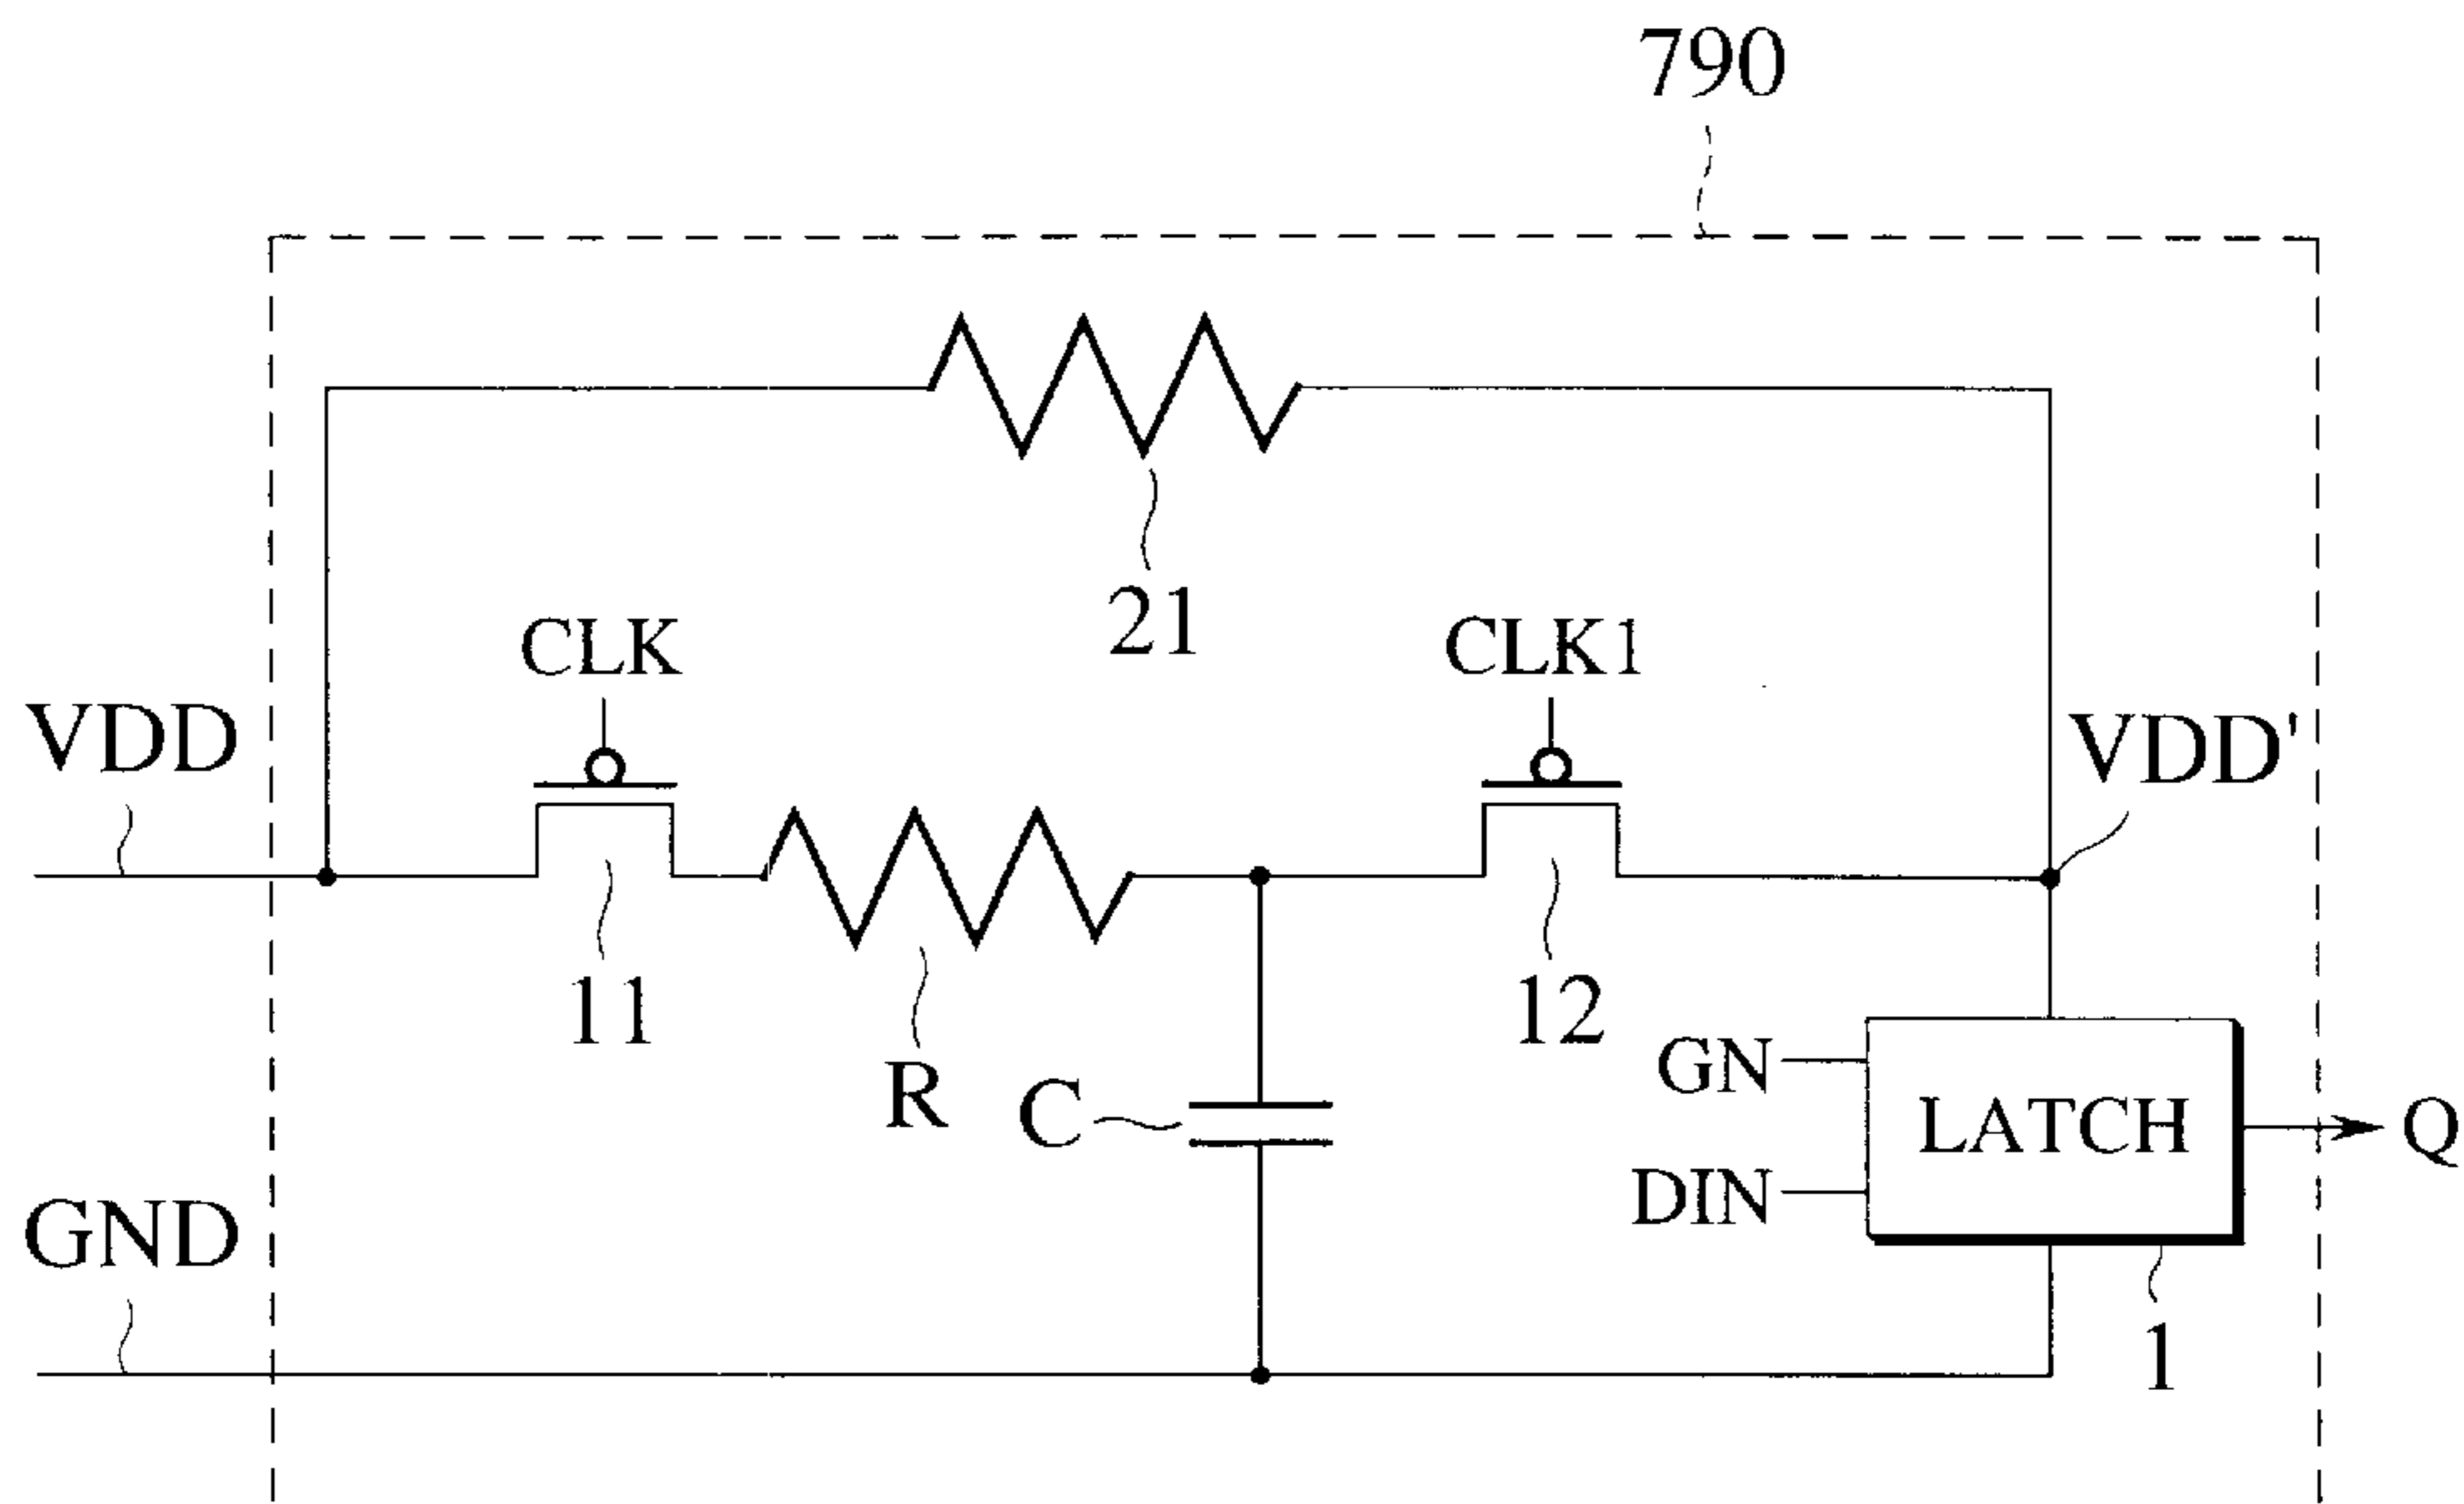 790
21
CLK
CLK1
VDD
VDD'
11
R
C
12
GN
LATCH
DIN
Q
GND
1